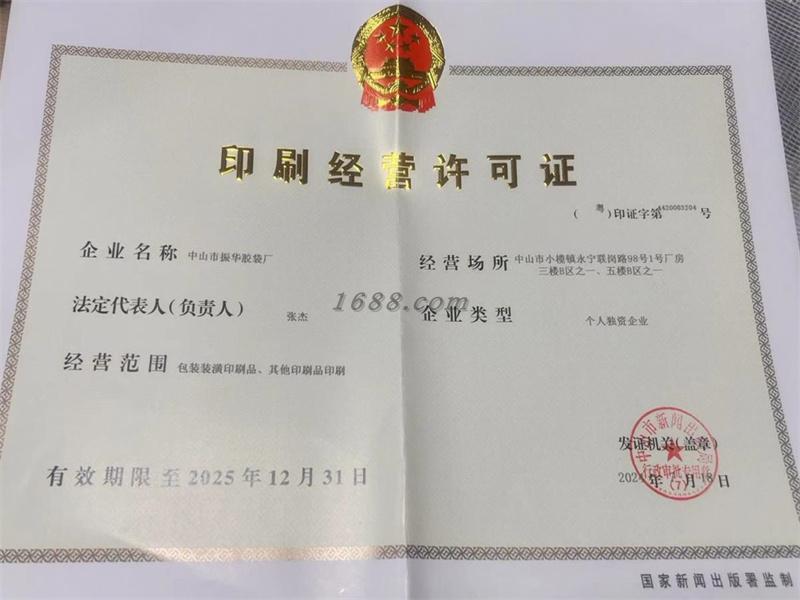 印刷经营许可证
(粤)印证字第4420003204号
企业名称 中山市振华胶袋厂
经营场所 中山市小榄镇永宁联岗路98号1号厂房
三楼B区之一、五楼B区之一
法定代表人(负责人) 张杰
企业类型 个人独资企业
1688.com
经营范围 包装装潢印刷品、其他印刷品印刷
发证机关(盖章)
行政审批专用章
(7)
有效期限至2025年12月31日
月18日
国家新闻出版署监制